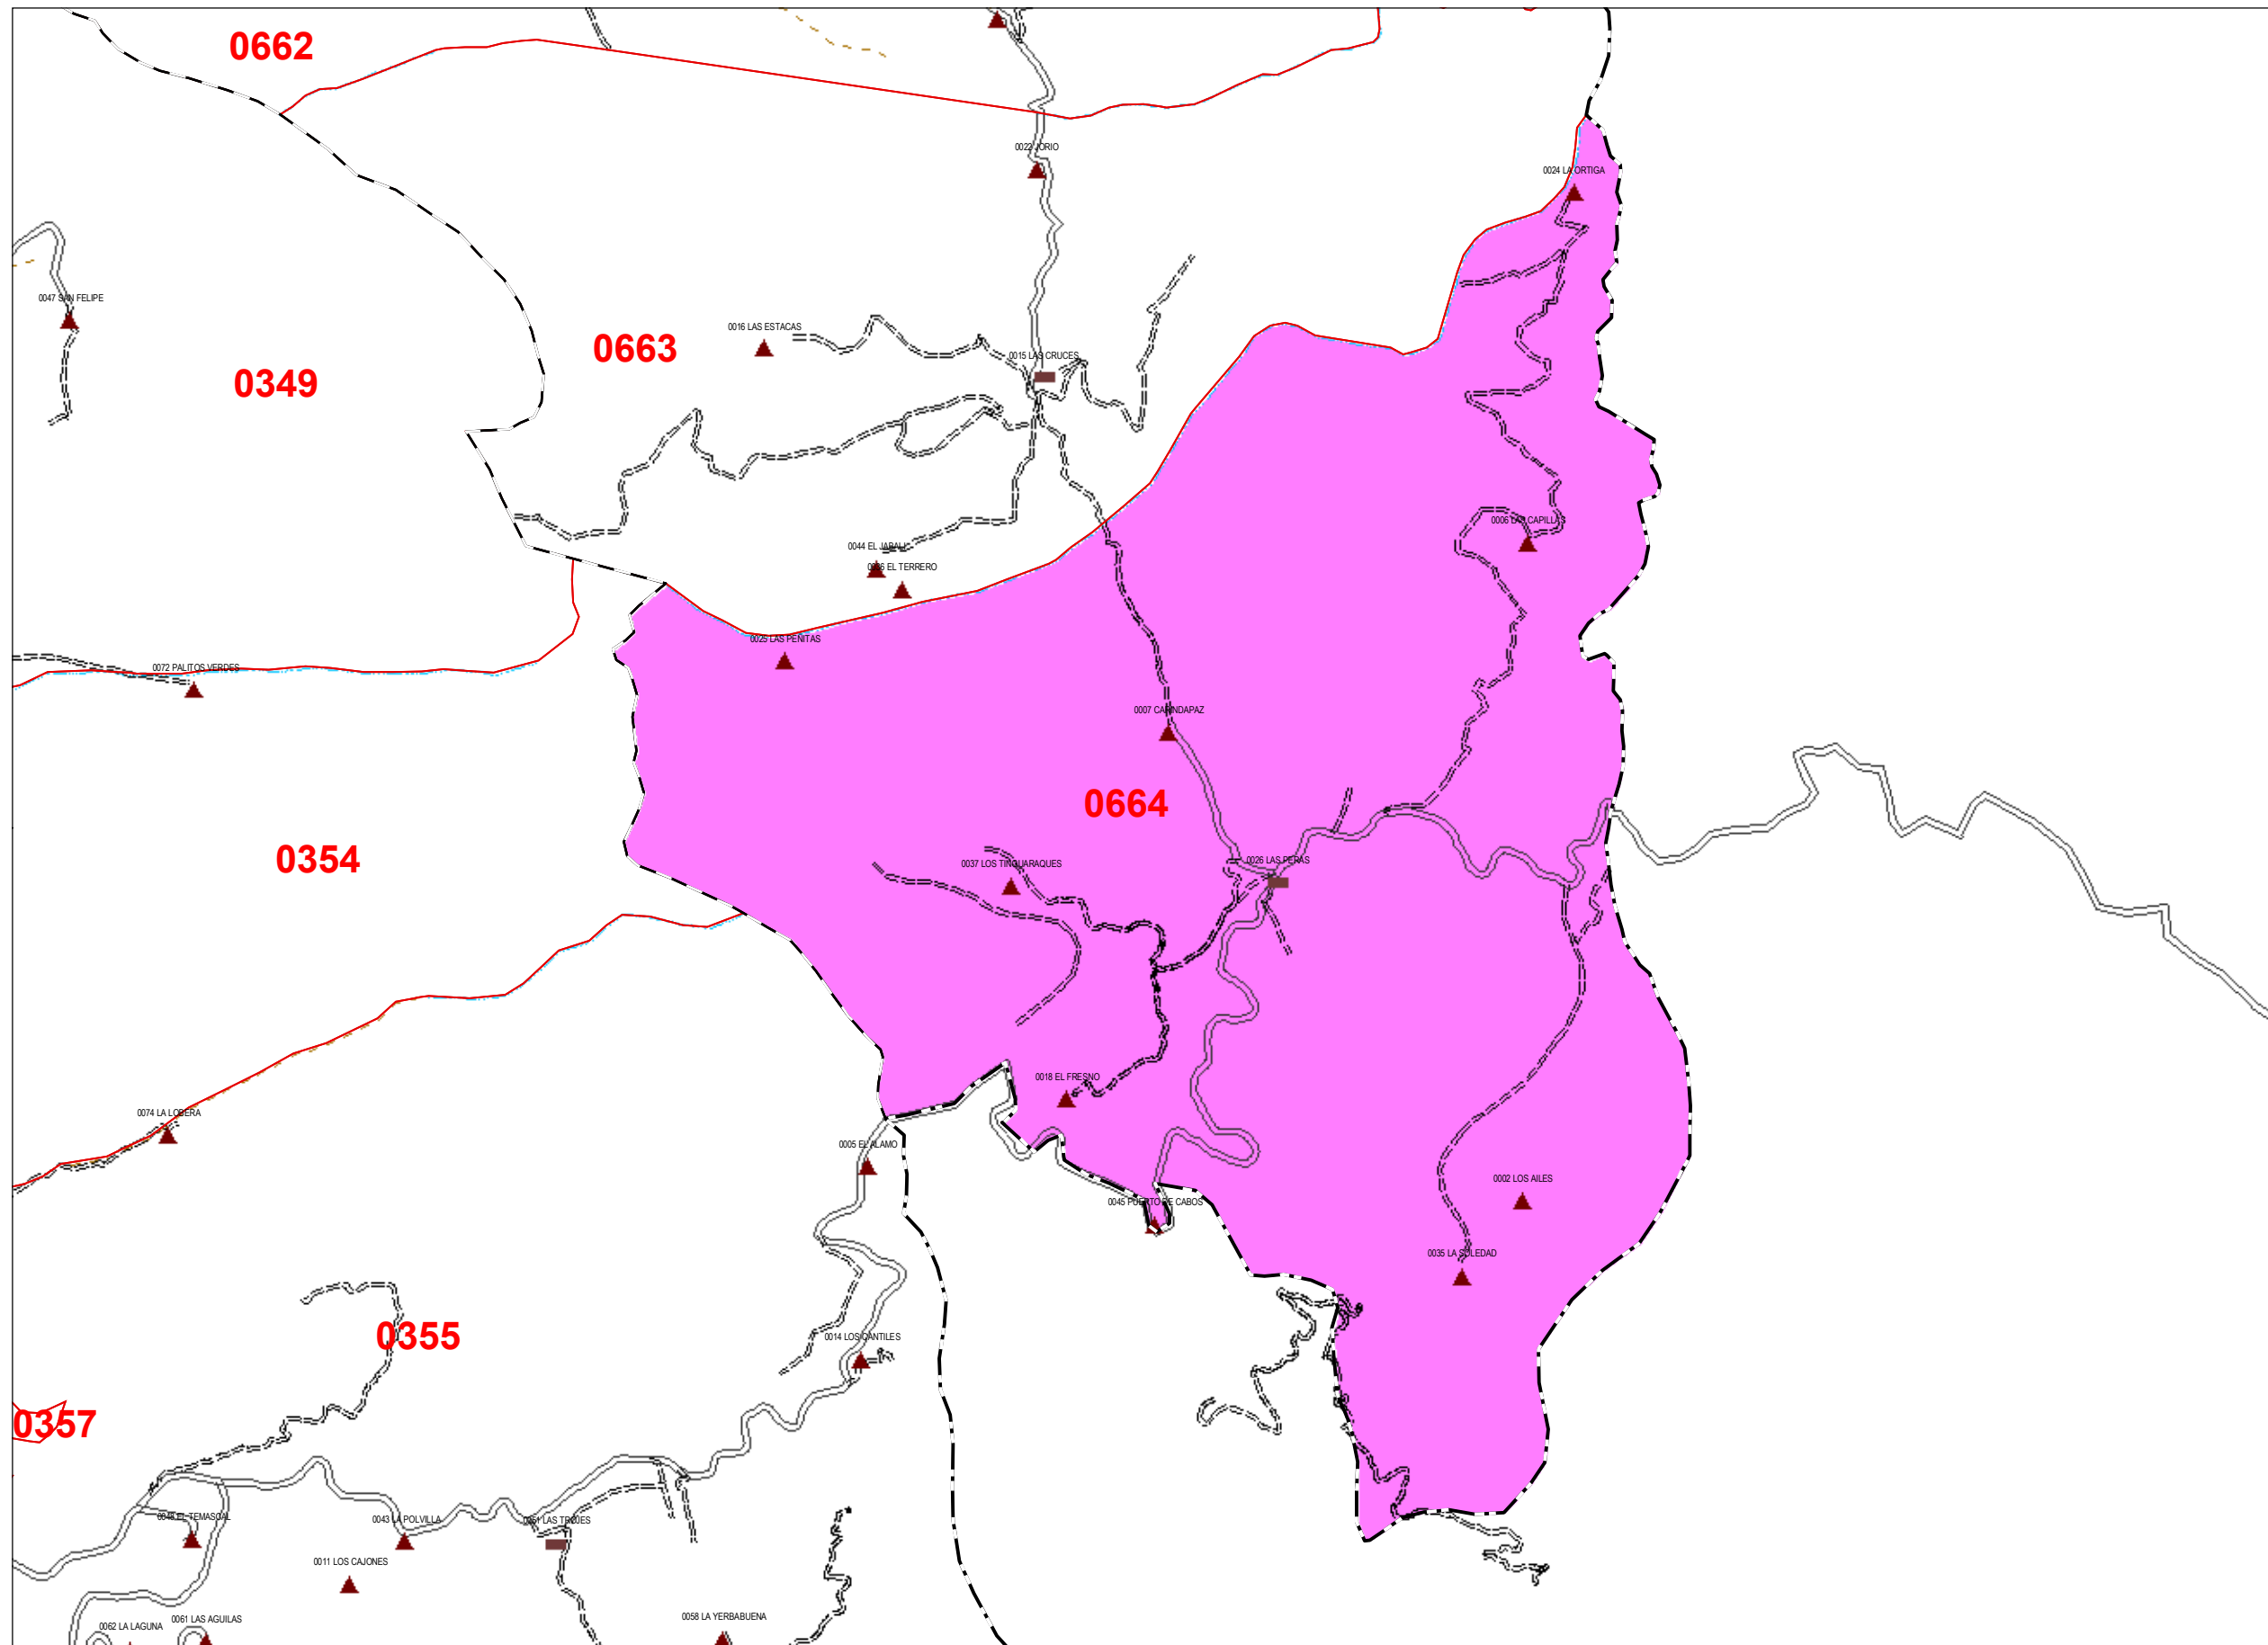 0662
0022 JORIO
0024 LA ORTIGA
0047 SAN FELIPE
0016 LAS ESTACAS
0663
0015 LAS CRUCES
0349
0006 LAS CAPILLAS
0044 EL JABALI
EL TERRERO
0025 LAS PEÑITAS
0072 PALITOS VERDES
0007 CARINDAPAZ
0664
0354
0037 LOS TINGUARAQUES
0026 LAS PERAS
0018 EL FRESNO
0074 LA LOBERA
0005 EL ALAMO
0002 LOS AILES
0045 PUERTO DE CABOS
0035 LA SOLEDAD
0355
0014 LOS CANTILES
0357
EL TEMASCAL
0043 LA POLVILLA
LAS TROJES
0011 LOS CAJONES
0062 LA LAGUNA
0061 LAS AGUILAS
0058 LA YERBABUENA